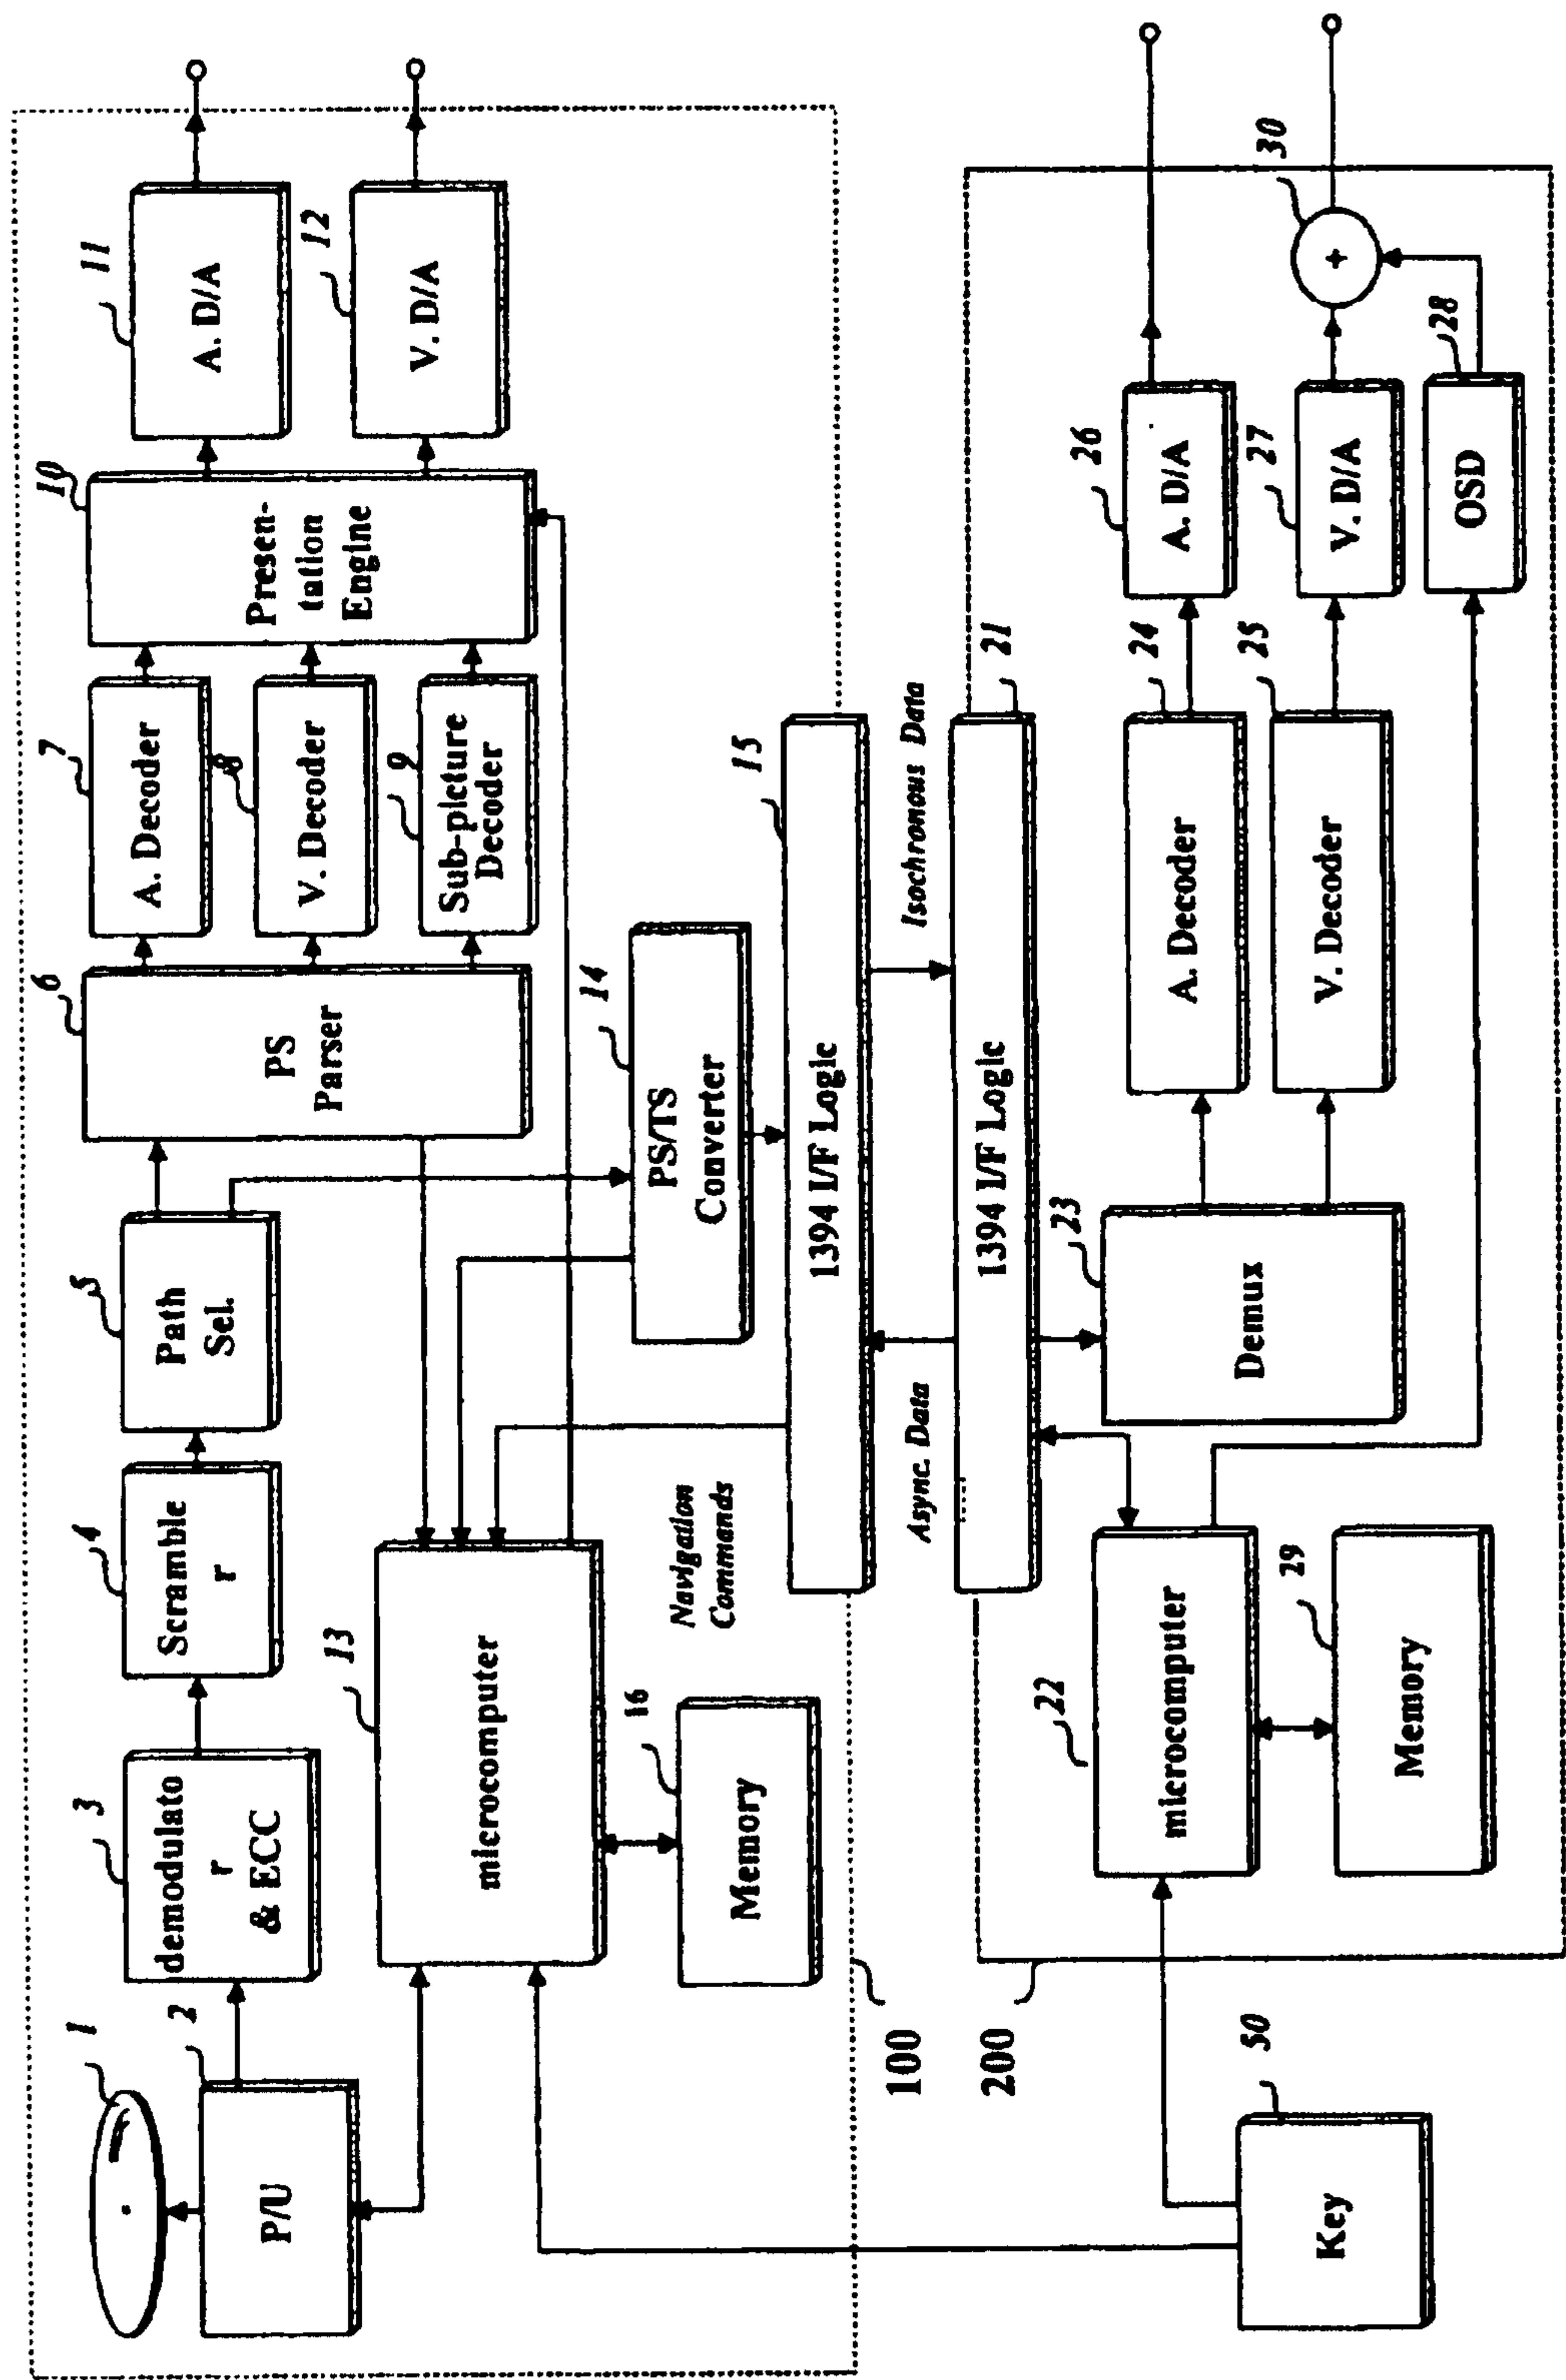 1
2
P/U
3
demodulato
r
& ECC
4
Scramble
r
5
Path
Sel.
6
PS
Parser
7
A. Decoder
8
V. Decoder
9
Sub-picture
Decoder
10
Presen-
tation
Engine
11
A. D/A
12
V. D/A
13
microcomputer
16
Memory
Navigation
Commands
14
PS/TS
Converter
15
1394 I/F Logic
100
Async. Data
Isochronous Data
200
21
1394 I/F Logic
22
microcomputer
29
Memory
23
Demux
24
A. Decoder
25
V. Decoder
26
A. D/A
27
V. D/A
28
OSD
30
+
50
Key